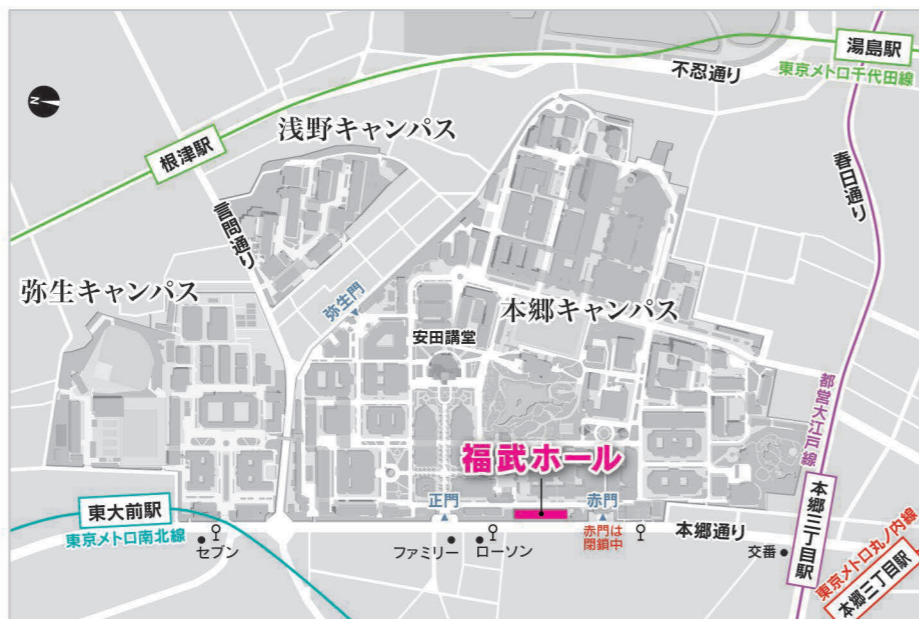 湯島駅
東京メトロ千代田線
不忍通り
N
浅野キャンパス
根津駅
春日通り
言問通り
弥生キャンパス
弥生門
本郷キャンパス
安田講堂
都営大江戸線
福武ホール
東大前駅
東京メトロ南北線
正門
赤門
赤門は
閉鎖中
本郷通り
セブン
ファミリー
ローソン
交番
本郷三丁目駅
東京メトロ丸ノ内線
本郷三丁目駅